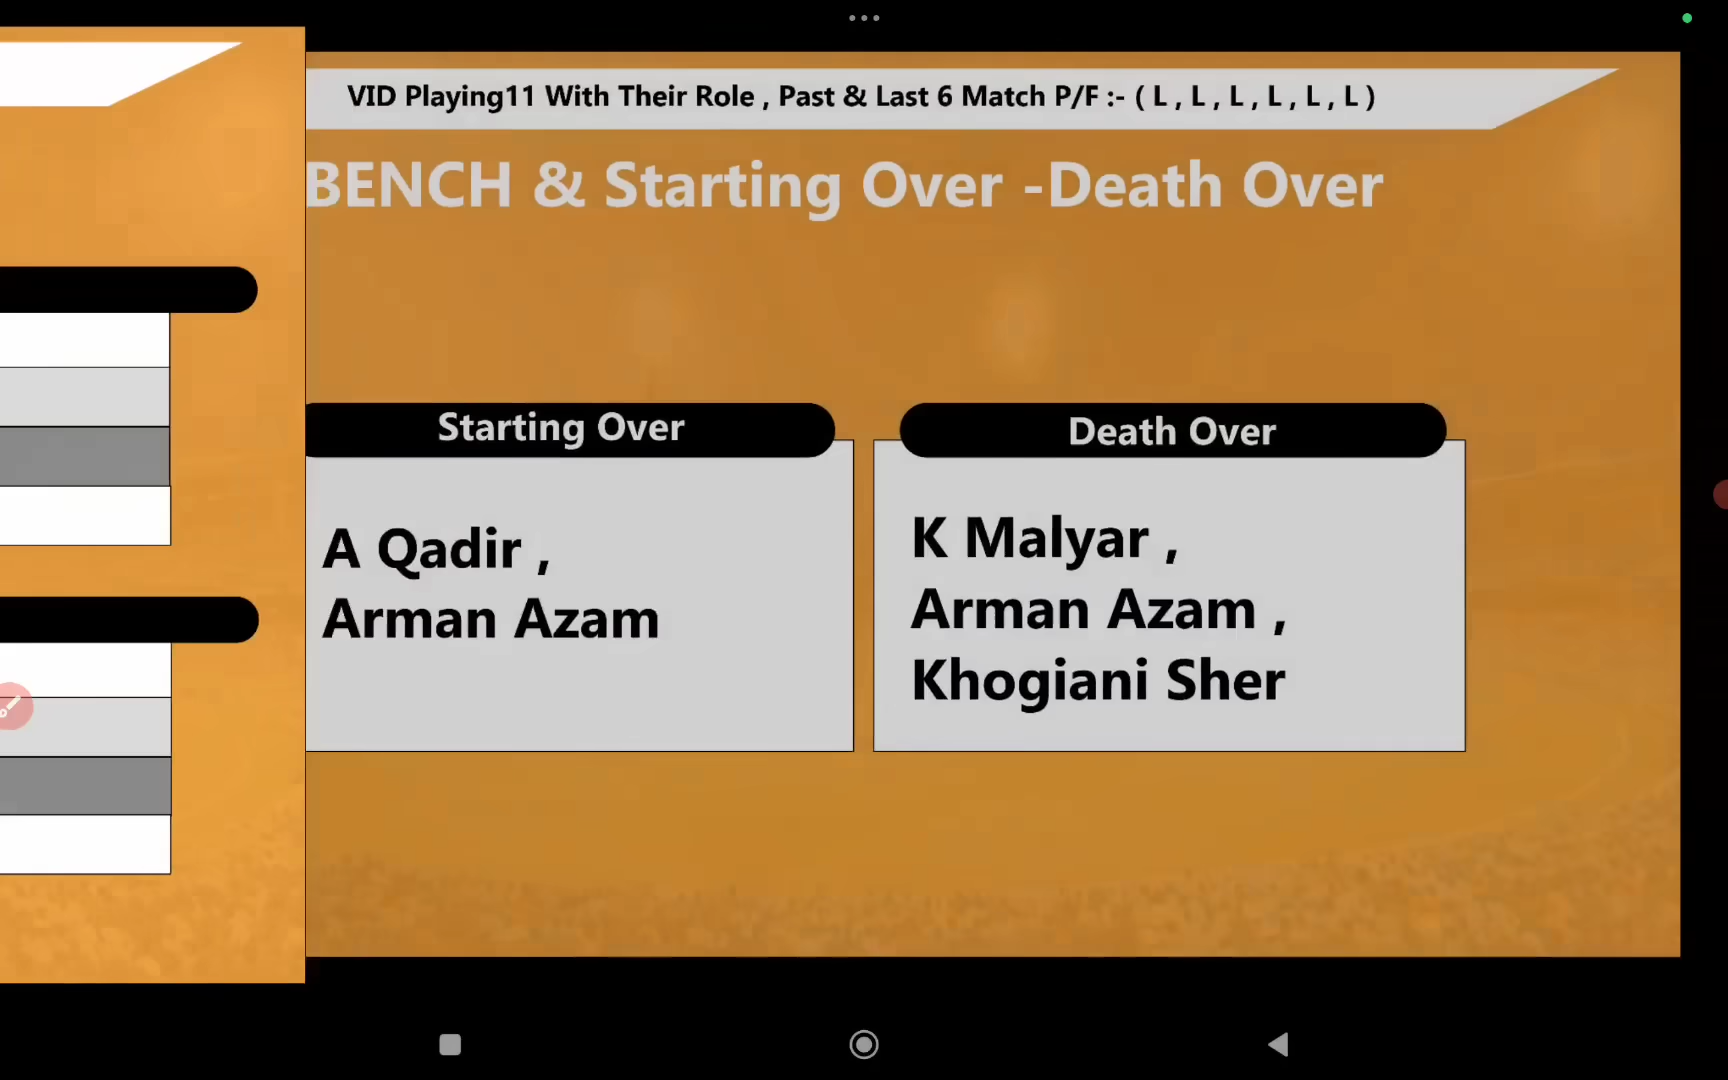 VID Playing11 With Their Role , Past & Last 6 Match P/F :- ( L , L , L , L , L , L )
BENCH & Starting Over -Death Over
Starting Over
A Qadir ,
Arman Azam
Death Over
K Malyar ,
Arman Azam ,
Khogiani Sher